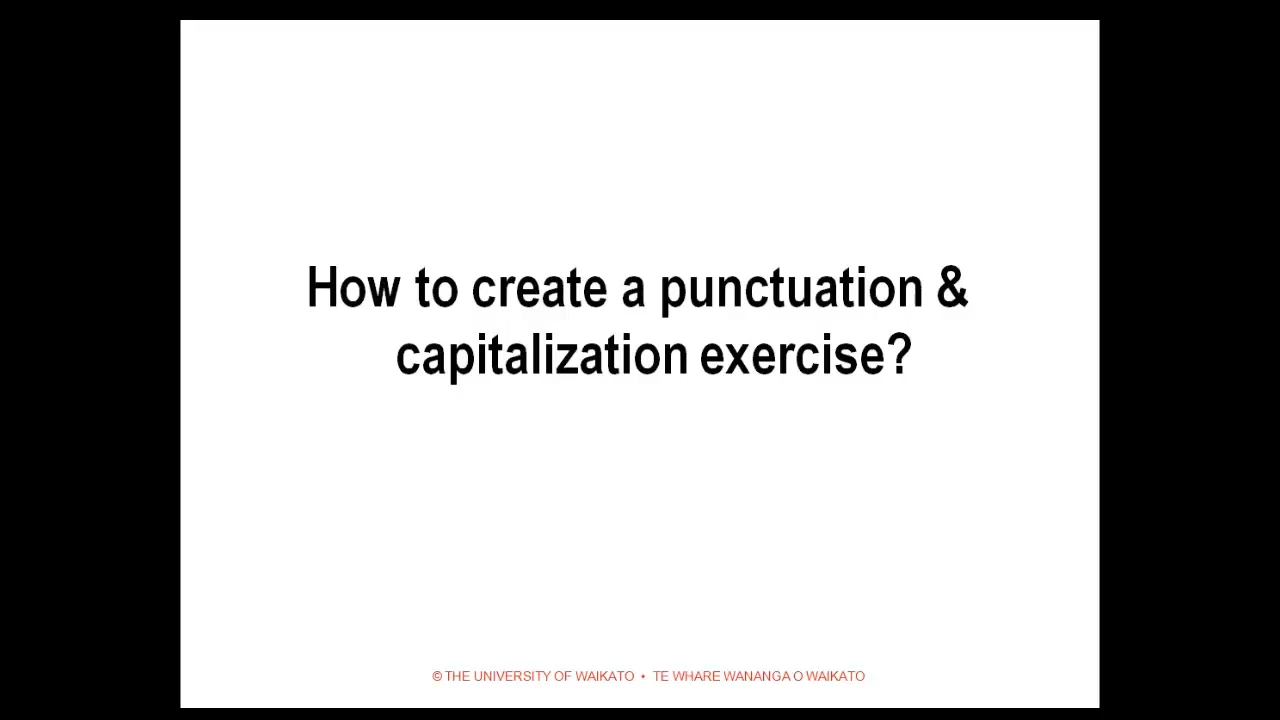 How to create a punctuation &
capitalization exercise?
© THE UNIVERSITY OF WAIKATO • TE WHARE WANANGA O WAIKATO